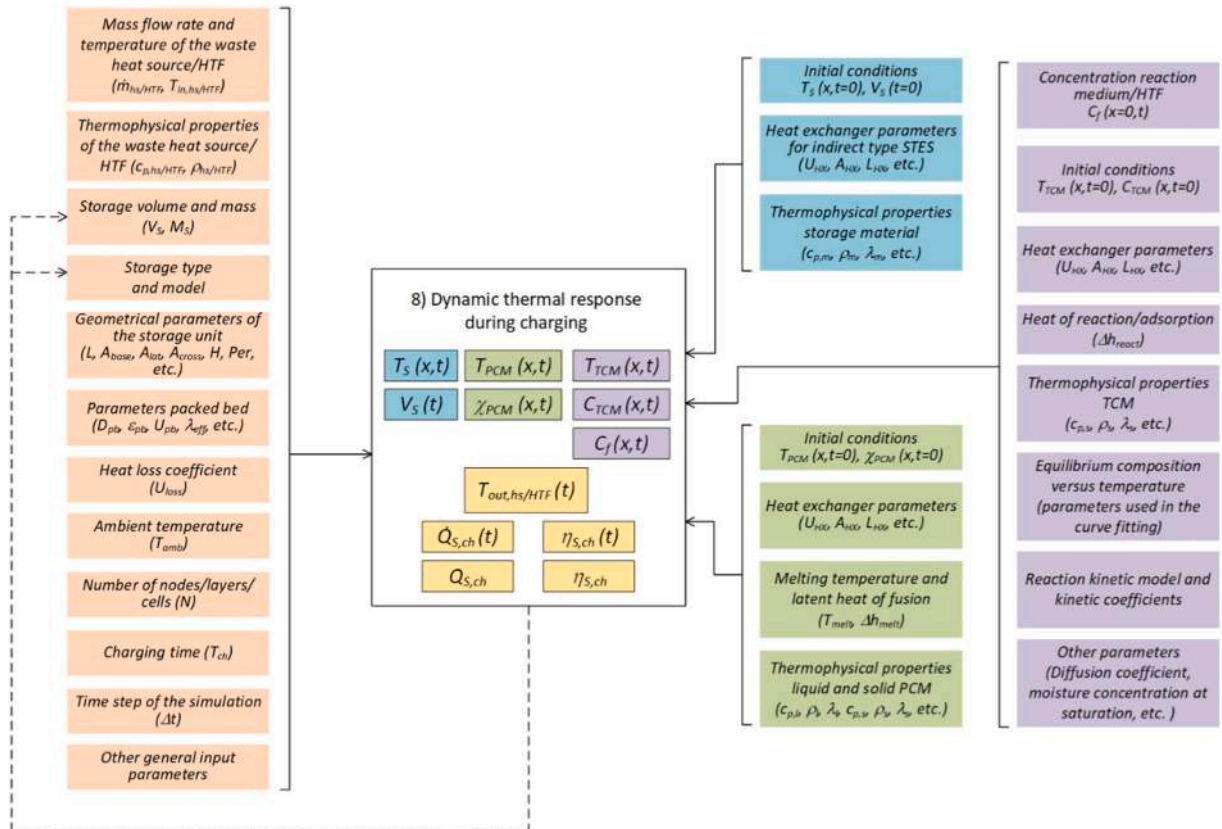 Mass flow rate and
temperature of the waste
heat source/HTF
(ṁhs/HTF, Tin,hs/HTF)
Thermophysical properties
of the waste heat source/
HTF (cp,hs/HTF, ρhs/HTF)
Storage volume and mass
(VS, MS)
Storage type
and model
Geometrical parameters of
the storage unit
(L, Abase, Alat, Across, H, Per,
etc.)
Parameters packed bed
(Dpb, εpb, Upb, λeff, etc.)
Heat loss coefficient
(Uloss)
Ambient temperature
(Tamb)
Number of nodes/layers/
cells (N)
Charging time (Tch)
Time step of the simulation
(Δt)
Other general input
parameters
8) Dynamic thermal response
during charging
TS (x,t)
TPCM (x,t)
TTCM (x,t)
VS (t)
χPCM (x,t)
CTCM (x,t)
Cf (x,t)
Tout,hs/HTF (t)
Q̇S,ch (t)
ηS,ch (t)
QS,ch
ηS,ch
Initial conditions
TS (x,t=0), VS (t=0)
Heat exchanger parameters
for indirect type STES
(UHX, AHX, LHX, etc.)
Thermophysical properties
storage material
(cp,m, ρm, λm, etc.)
Initial conditions
TPCM (x,t=0), χPCM (x,t=0)
Heat exchanger parameters
(UHX, AHX, LHX, etc.)
Melting temperature and
latent heat of fusion
(Tmelt, Δhmelt)
Thermophysical properties
liquid and solid PCM
(cp,l, ρl, λl, cp,s, ρs, λs, etc.)
Concentration reaction
medium/HTF
Cf (x=0,t)
Initial conditions
TTCM (x,t=0), CTCM (x,t=0)
Heat exchanger parameters
(UHX, AHX, LHX, etc.)
Heat of reaction/adsorption
(Δhreact)
Thermophysical properties
TCM
(cp,s, ρs, λs, etc.)
Equilibrium composition
versus temperature
(parameters used in the
curve fitting)
Reaction kinetic model and
kinetic coefficients
Other parameters
(Diffusion coefficient,
moisture concentration at
saturation, etc. )